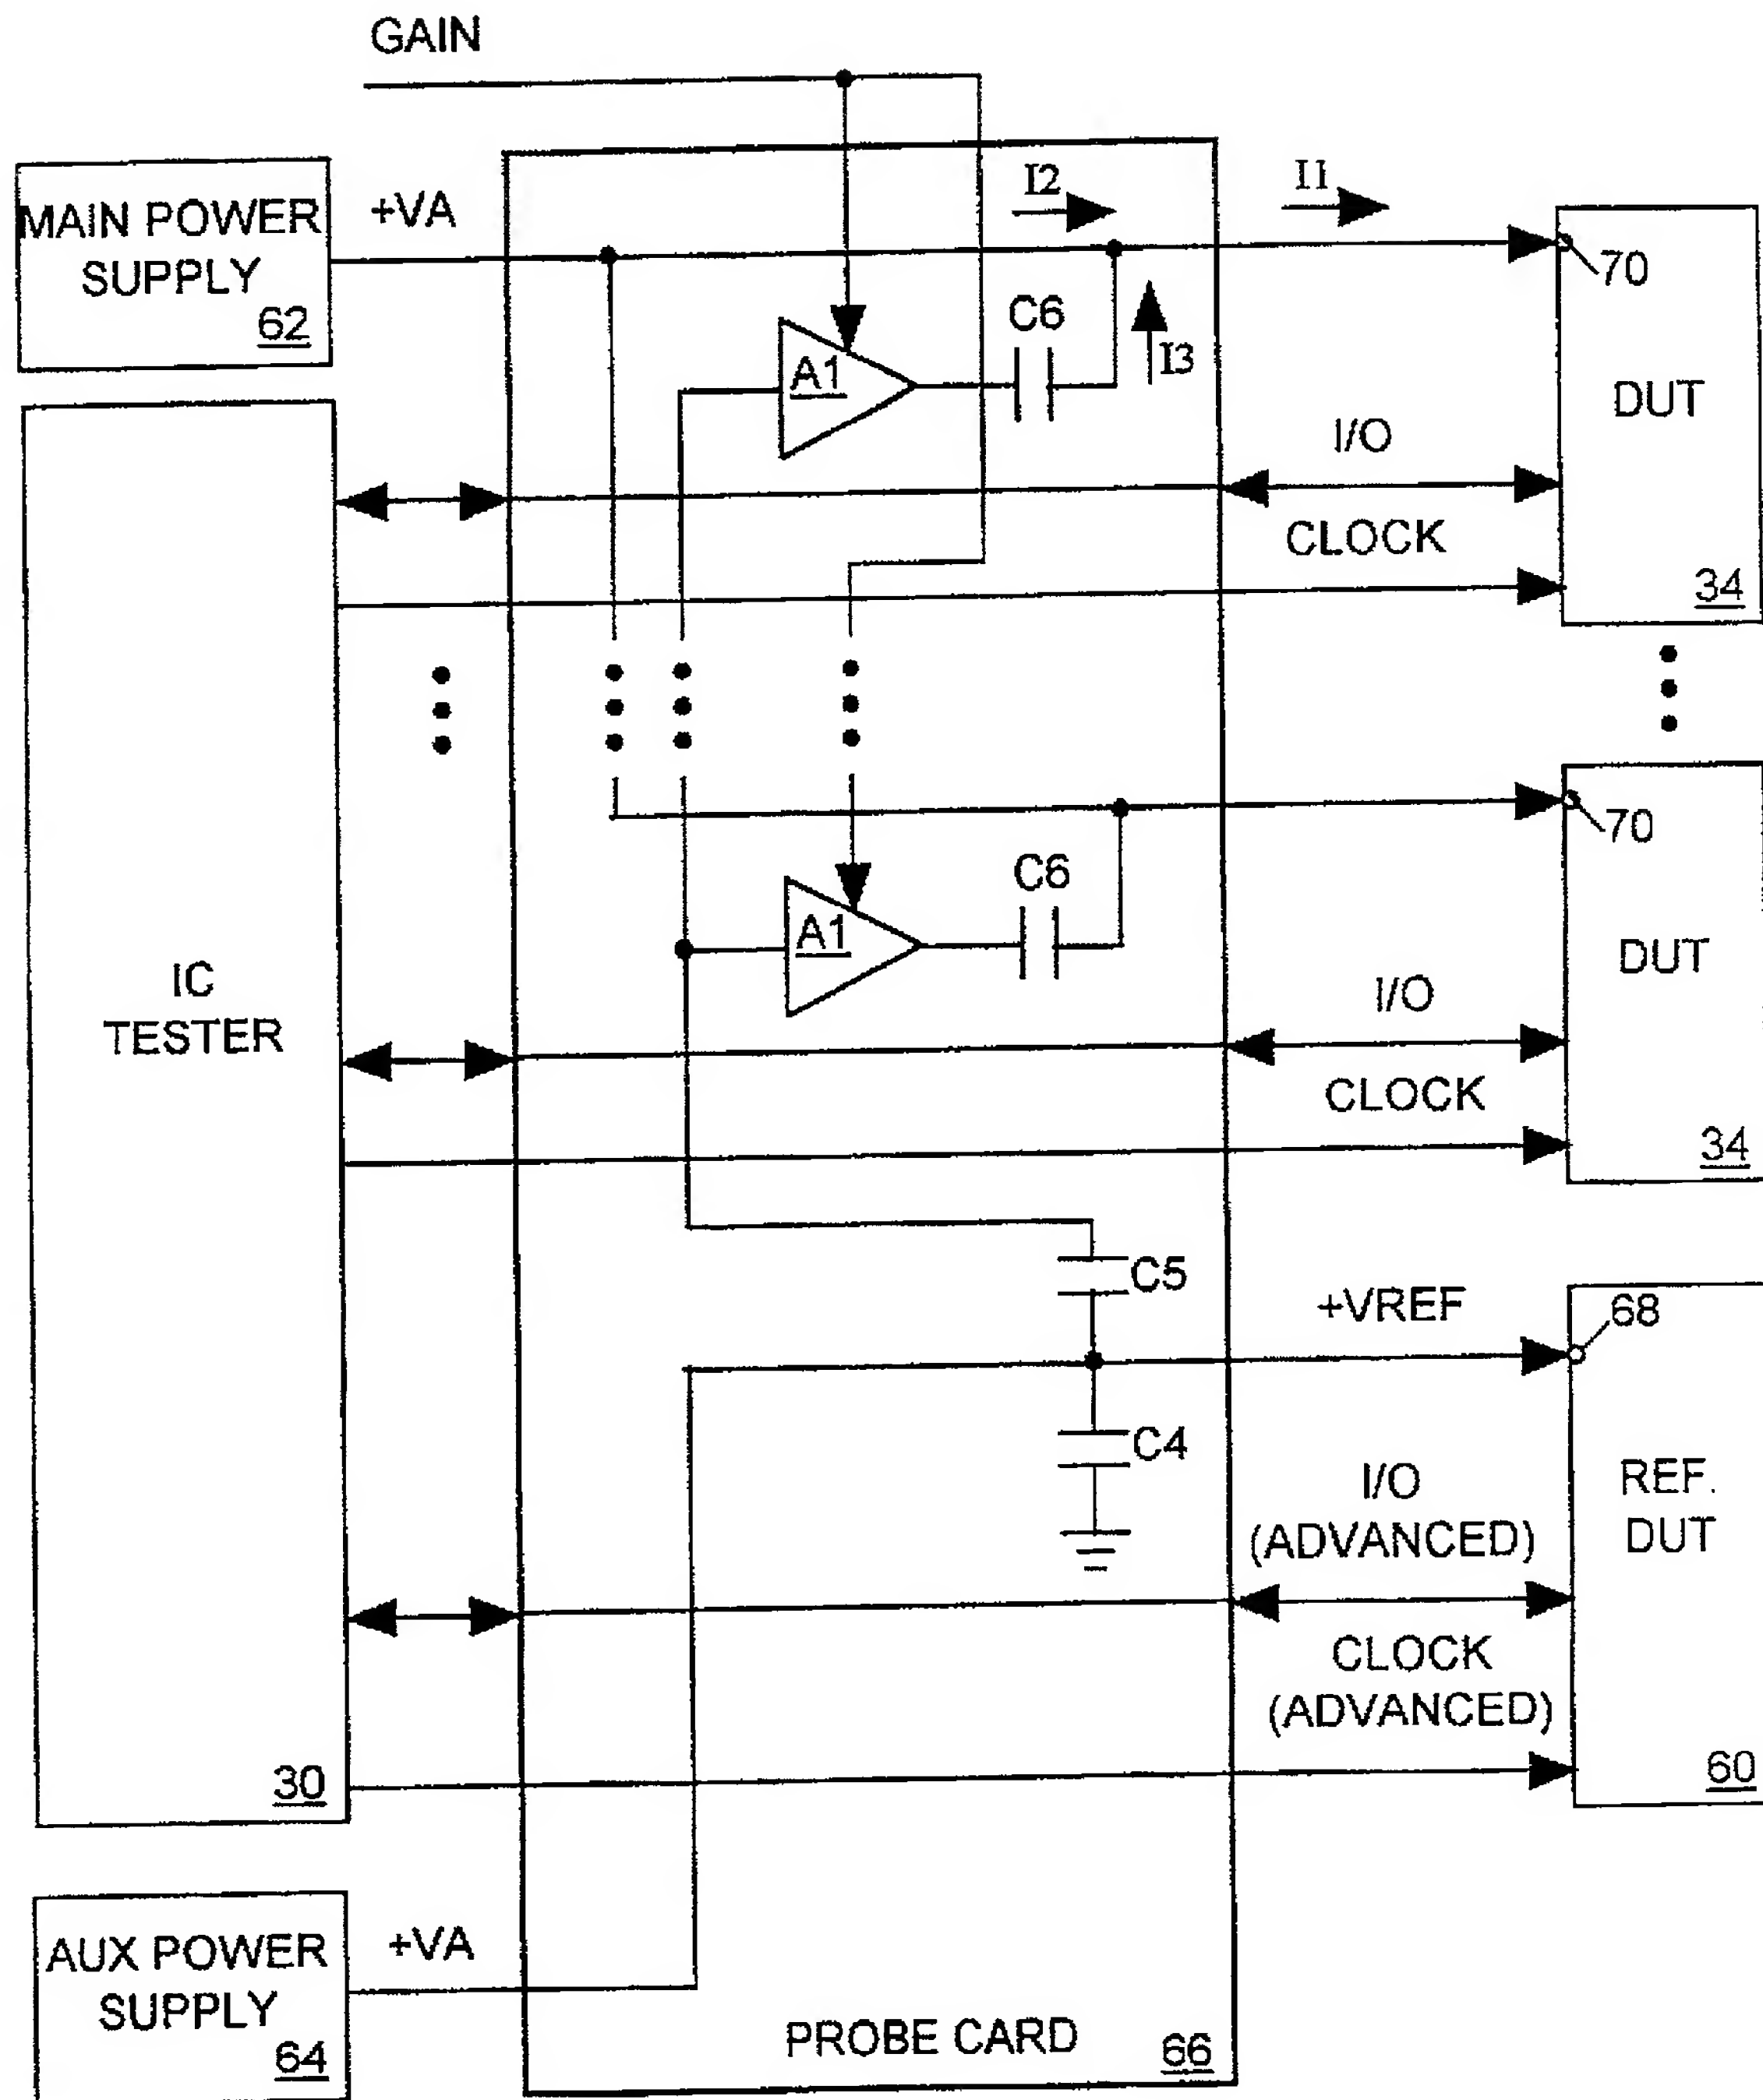 GAIN
MAIN POWER
SUPPLY
62
+VA
I2
I1
70
C6
I3
A1
DUT
I/O
CLOCK
34
70
C6
A1
DUT
IC
TESTER
I/O
CLOCK
34
C5
+VREF
68
C4
REF.
DUT
I/O
(ADVANCED)
CLOCK
(ADVANCED)
30
60
AUX POWER
SUPPLY
64
+VA
PROBE CARD
66